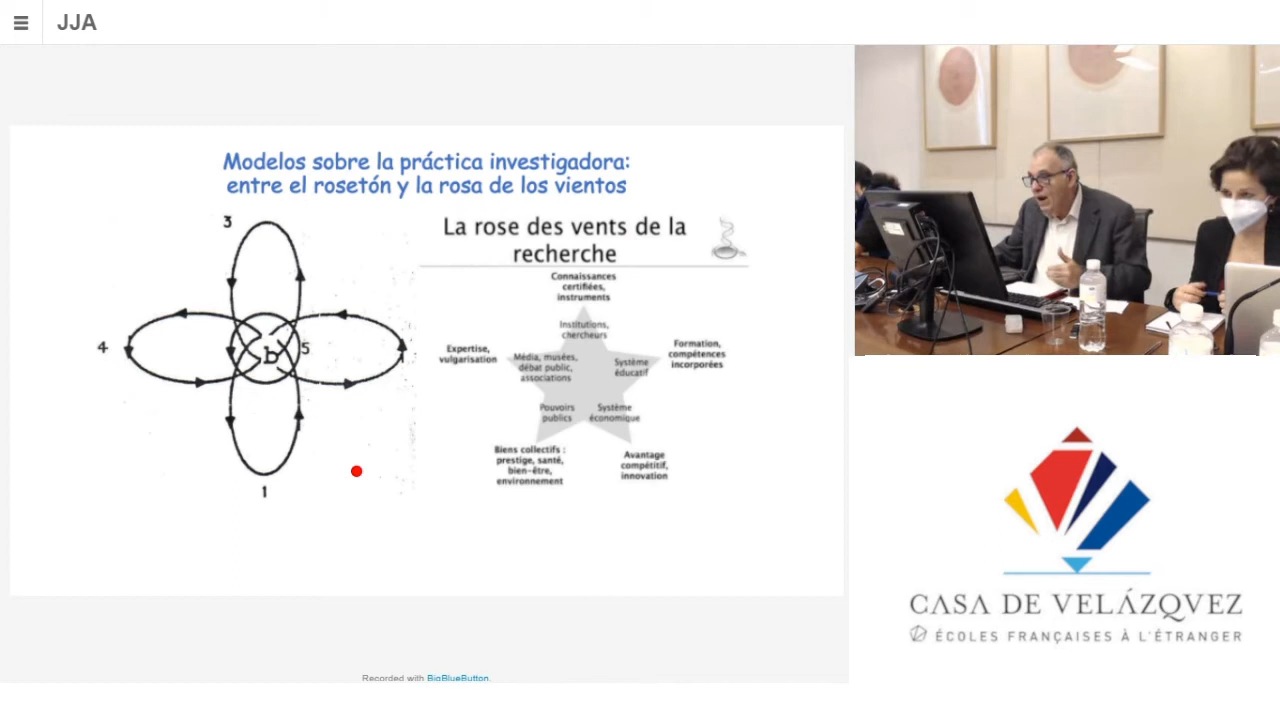 JJA
Modelos sobre la práctica investigadora:
entre el rosetón y la rosa de los vientos
3
4
b
5
1
La rose des vents de la
recherche
Connaissances
certifiées,
instruments
Institutions,
chercheurs
Expertise,
vulgarisation
Média, musées,
débat public,
associations
Système
éducatif
Formation,
compétences
incorporées
Pouvoirs
publics
Système
économique
Biens collectifs :
prestige, santé,
bien-être,
environnement
Avantage
compétitif,
innovation
CASA DE VELÁZQVEZ
ÉCOLES FRANÇAISES À L'ÉTRANGER
Recorded with BigBlueButton.